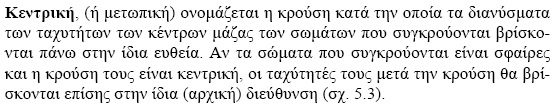 Κεντρική, (ή μετωπική) ονομάζεται η κρούση κατά την οποία τα διανύσματα
των ταχυτήτων των κέντρων μάζας των σωμάτων που συγκρούονται βρίσκο-
νται πάνω στην ίδια ευθεία. Αν τα σώματα που συγκρούονται είναι σφαίρες
και η κρούση τους είναι κεντρική, οι ταχύτητές τους μετά την κρούση θα βρί-
σκονται επίσης στην ίδια (αρχική) διεύθυνση (σχ. 5.3).